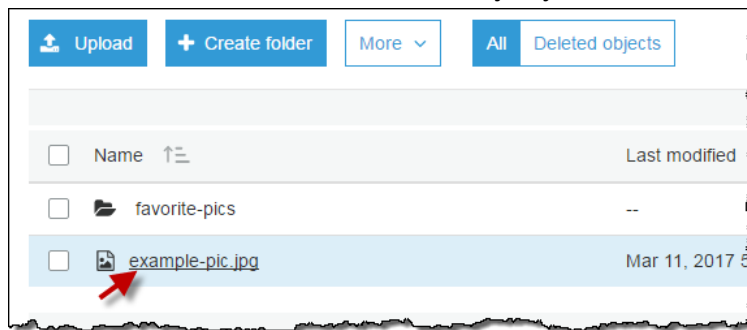 Upload Create folder More All Deleted objects
Name Last modified
favorite-pics --
example-pic.jpg Mar 11, 2017